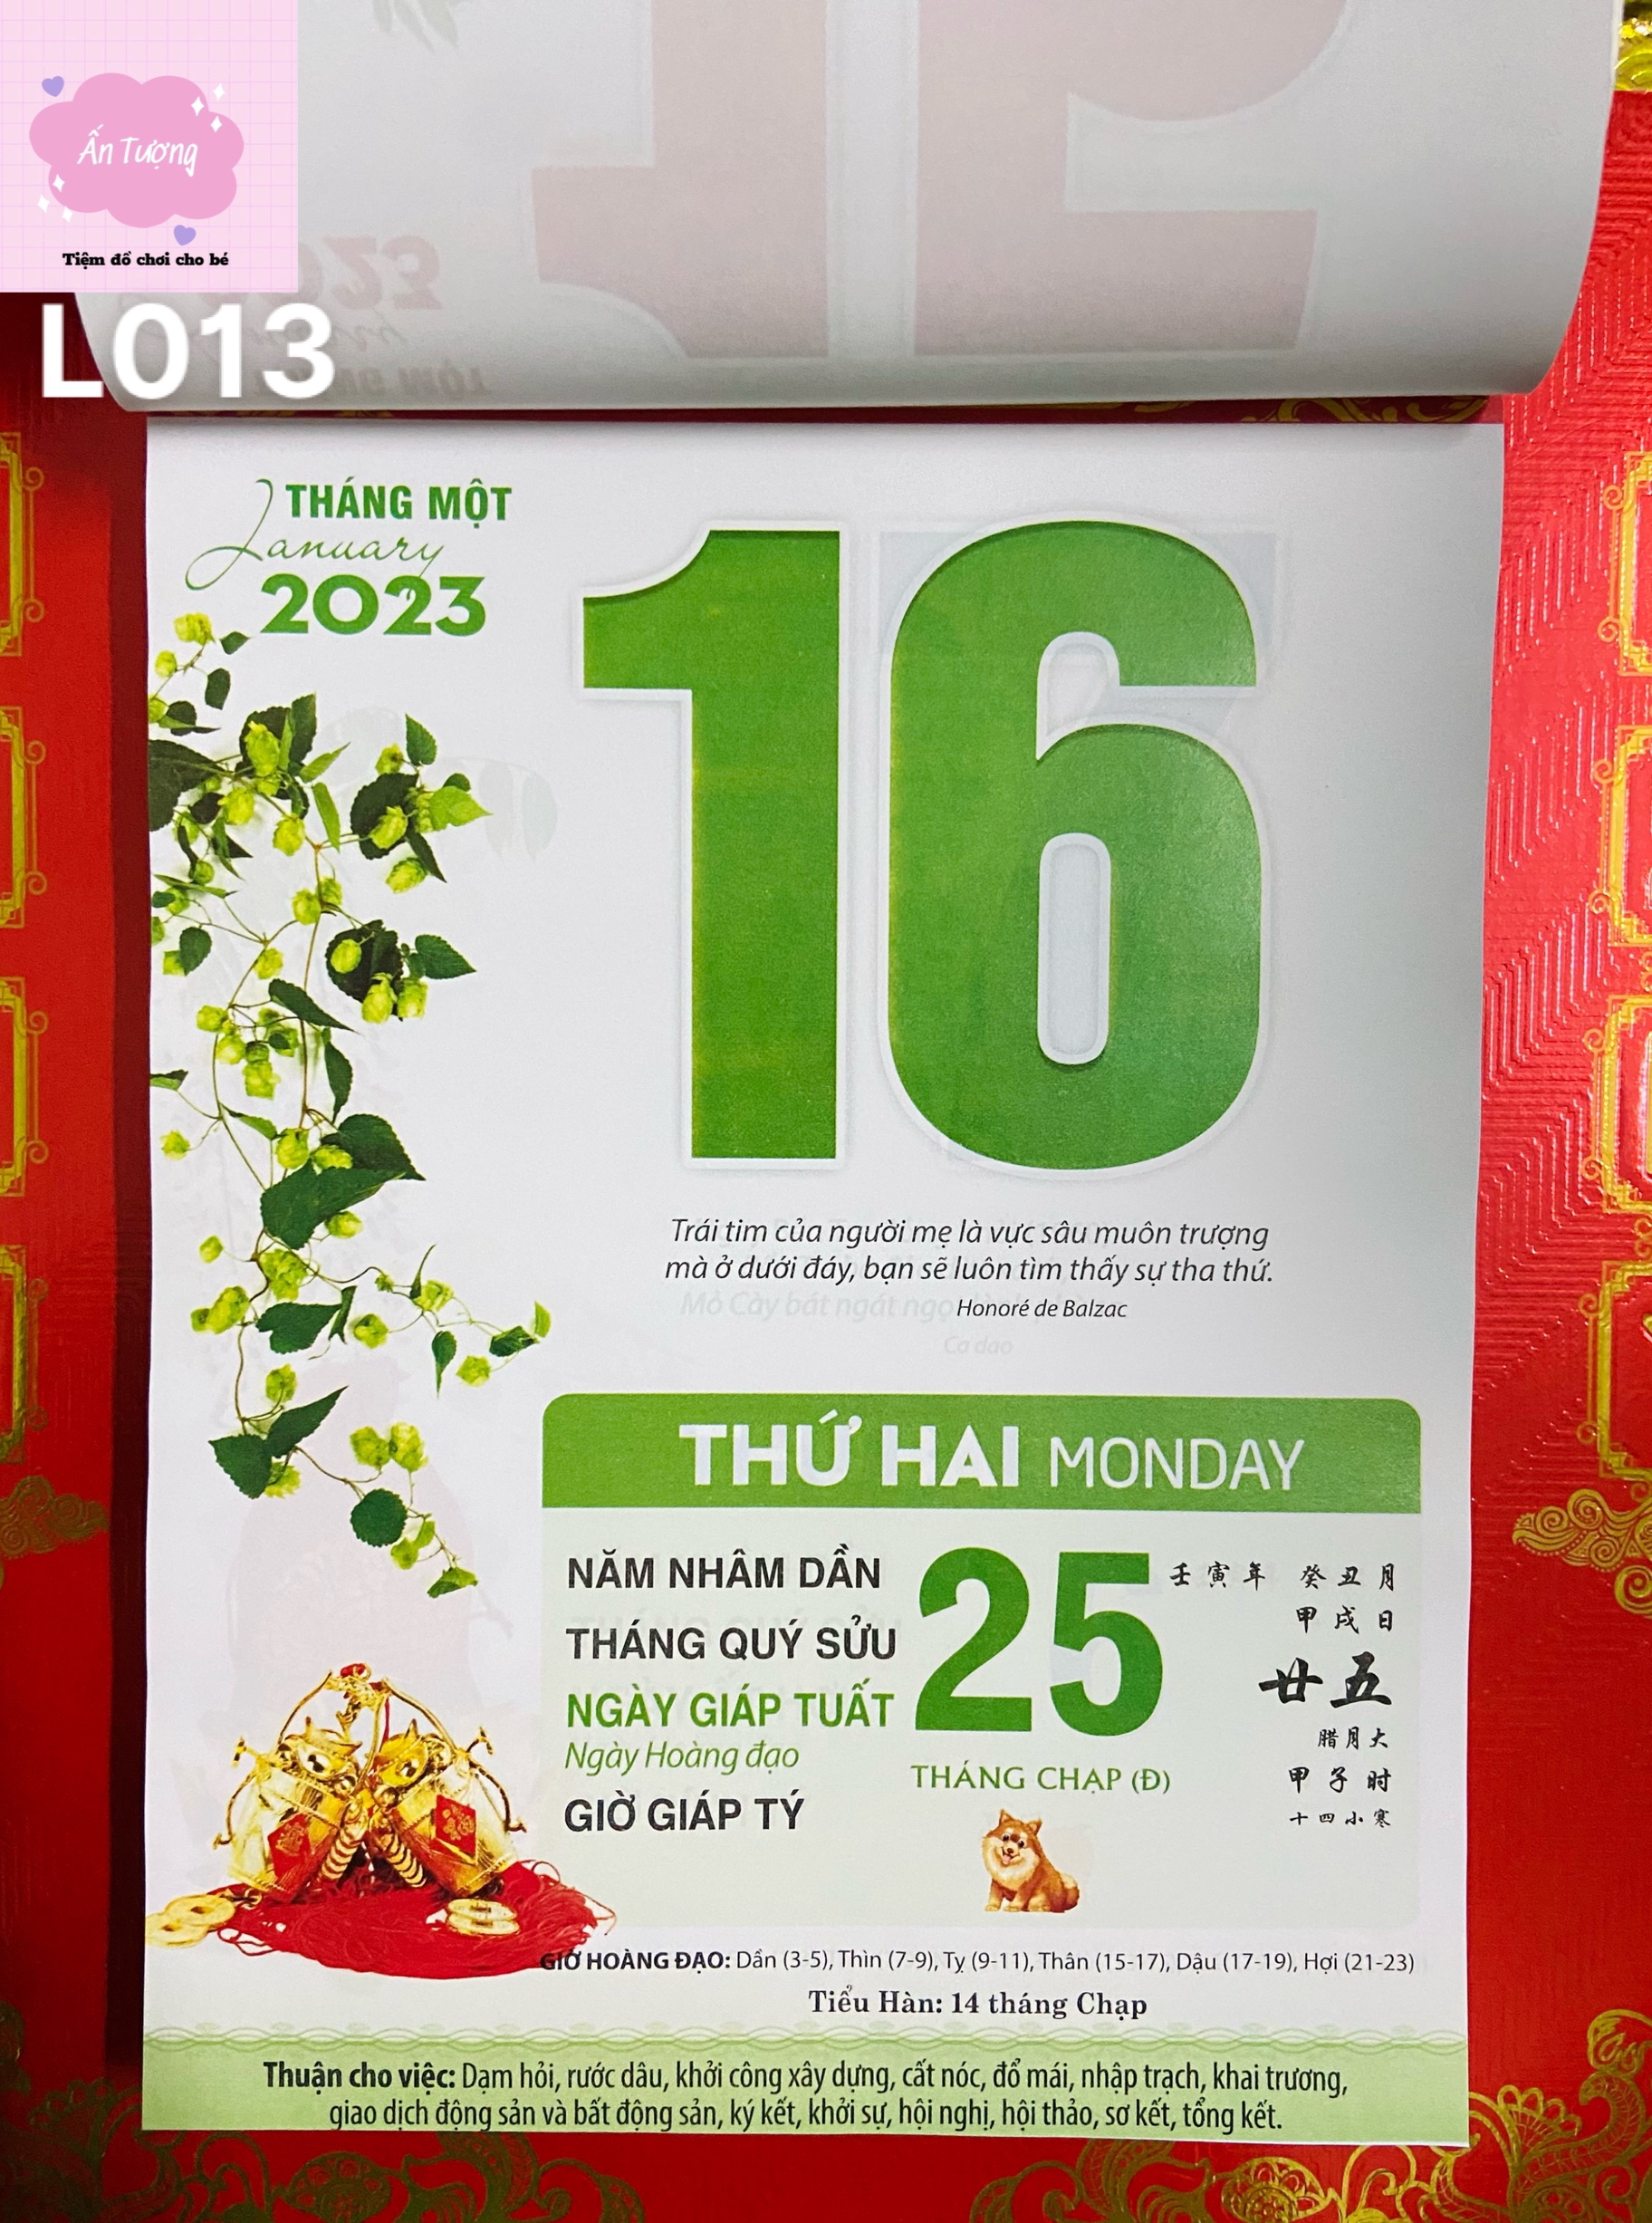 Ấn Tượng
Tiệm đồ chơi cho bé
L013
THÁNG MỘT
January
2023
16
Trái tim của người mẹ là vực sâu muôn trượng
mà ở dưới đáy, bạn sẽ luôn tìm thấy sự tha thứ.
Honoré de Balzac
THỨ HAI MONDAY
NĂM NHÂM DẦN
THÁNG QUÝ SỬU
NGÀY GIÁP TUẤT
Ngày Hoàng đạo
GIỜ GIÁP TÝ
25
THÁNG CHẠP (Đ)
壬寅年 癸丑月
甲戌日
廿五
腊月大
甲子时
十四小寒
GIỜ HOÀNG ĐẠO: Dần (3-5), Thìn (7-9), Tỵ (9-11), Thân (15-17), Dậu (17-19), Hợi (21-23)
Tiểu Hàn: 14 tháng Chạp
Thuận cho việc: Dạm hỏi, rước dâu, khởi công xây dựng, cất nóc, đổ mái, nhập trạch, khai trương,
giao dịch động sản và bất động sản, ký kết, khởi sự, hội nghị, hội thảo, sơ kết, tổng kết.